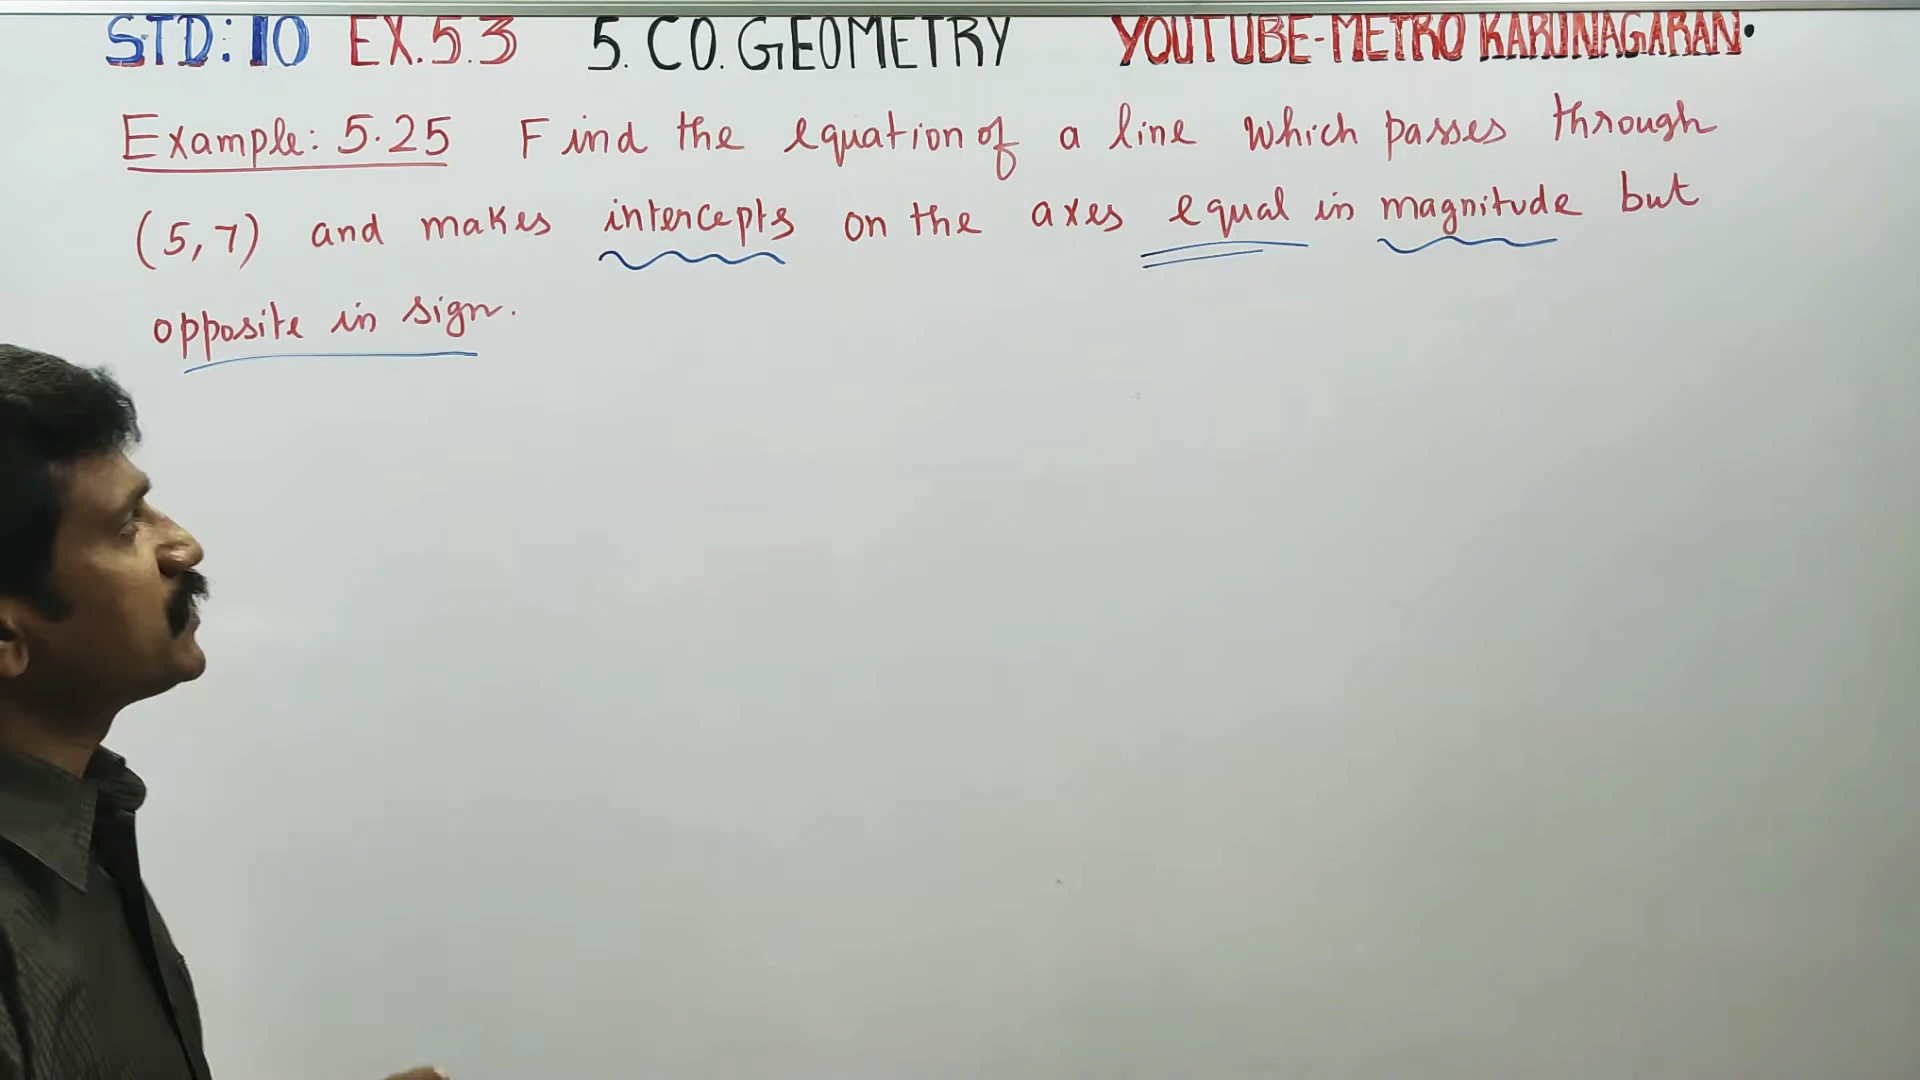 STD: 10 EX.5.3 5. CO. GEOMETRY YOUTUBE-METRO KARUNAGARAN.
Example: 5.25 Find the equation of a line which passes through
(5,7) and makes intercepts on the axes equal in magnitude but
opposite in sign.